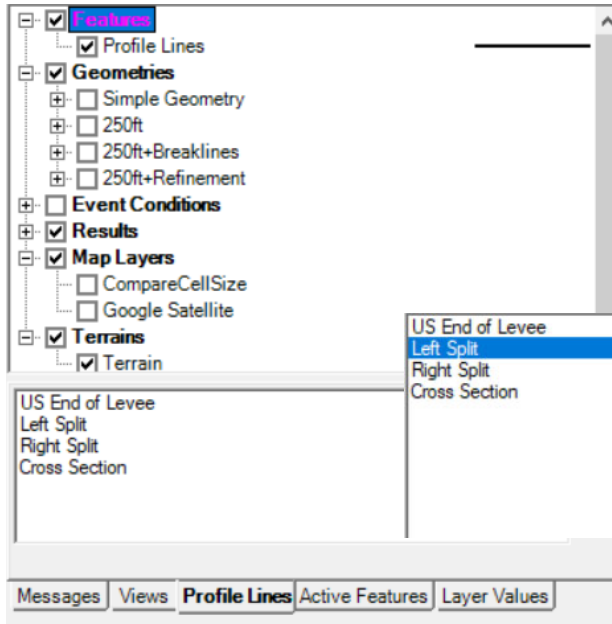 Features
Profile Lines
Geometries
Simple Geometry
250ft
250ft+Breaklines
250ft+Refinement
Event Conditions
Results
Map Layers
CompareCellSize
Google Satellite
Terrains
Terrain
US End of Levee
Left Split
Right Split
Cross Section
US End of Levee
Left Split
Right Split
Cross Section
Messages Views Profile Lines Active Features Layer Values